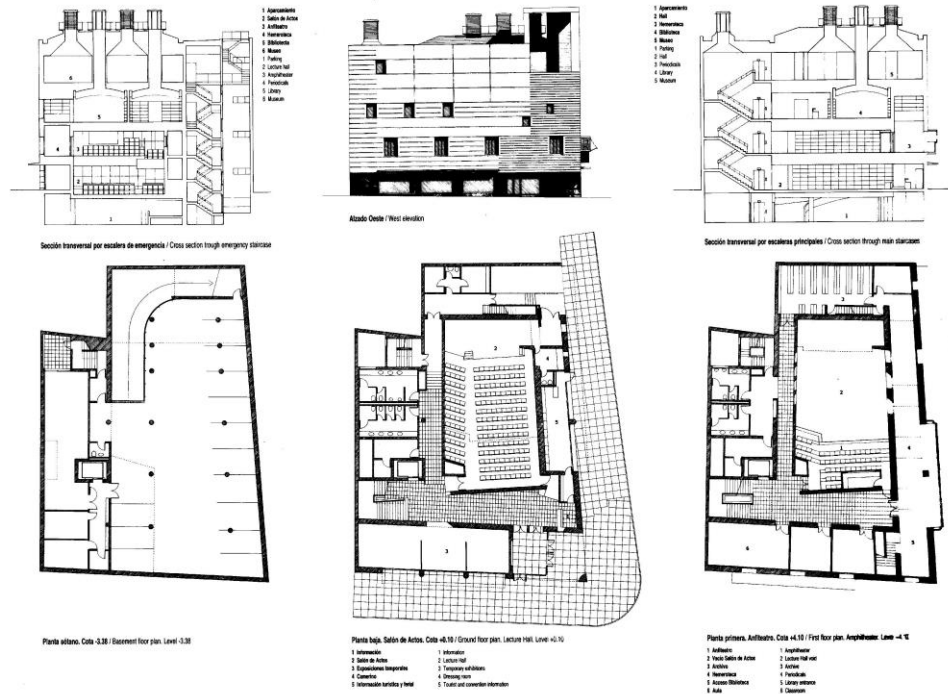 1 Aparcamiento
2 Salón de Actos
3 Anfiteatro
4 Hemeroteca
5 Biblioteca
6 Museo
1 Parking
2 Lecture hall
3 Amphitheater
4 Periodicals
5 Library
6 Museum
Sección transversal por escalera de emergencia / Cross section trough emergency staircase
Alzado Oeste / West elevation
1 Aparcamiento
2 Hall
3 Hemeroteca
4 Biblioteca
5 Museo
1 Parking
2 Hall
3 Periodicals
4 Library
5 Museum
Sección transversal por escaleras principales / Cross section through main staircases
Planta sótano. Cota -3.38 / Basement floor plan. Level -3.38
Planta baja. Salón de Actos. Cota +0.10 / Ground floor plan. Lecture Hall. Level +0.10
1 Información
2 Salón de Actos
3 Exposiciones temporales
4 Camerino
5 Información turística y ferial
1 Information
2 Lecture Hall
3 Temporary exhibitions
4 Dressing room
5 Tourist and convention information
Planta primera. Anfiteatro. Cota +4.10 / First floor plan. Amphitheater.
1 Anfiteatro
2 Vacío Salón de Actos
3 Archivo
4 Hemeroteca
5 Acceso Biblioteca
6 Aula
1 Amphitheater
2 Lecture Hall void
3 Archive
4 Periodicals
5 Library entrance
6 Classroom